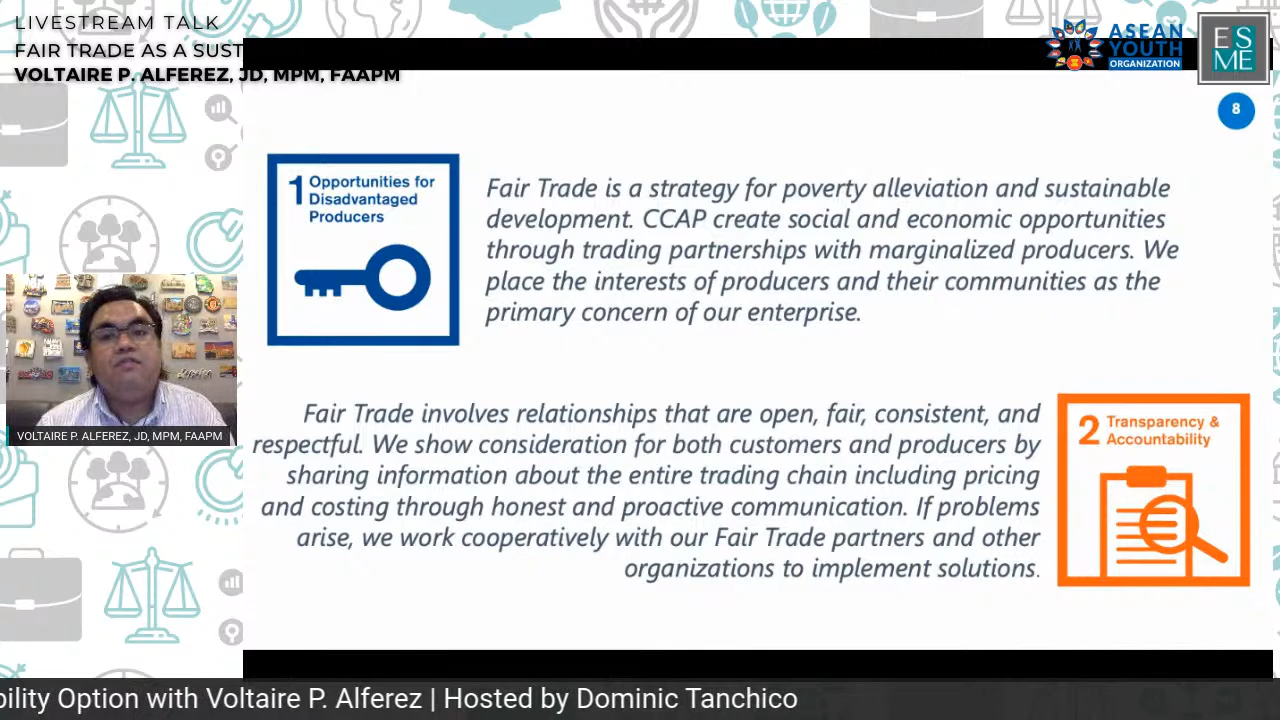 LIVESTREAM TALK
FAIR TRADE AS A SUST
VOLTAIRE P. ALFEREZ, JD, MPM, FAAPM
ASEAN
YOUTH
ORGANIZATION
ES
ME
8
1 Opportunities for
Disadvantaged
Producers
Fair Trade is a strategy for poverty alleviation and sustainable
development. CCAP create social and economic opportunities
through trading partnerships with marginalized producers. We
place the interests of producers and their communities as the
primary concern of our enterprise.
Fair Trade involves relationships that are open, fair, consistent, and
respectful. We show consideration for both customers and producers by
sharing information about the entire trading chain including pricing
and costing through honest and proactive communication. If problems
arise, we work cooperatively with our Fair Trade partners and other
organizations to implement solutions.
2 Transparency &
Accountability
VOLTAIRE P. ALFEREZ, JD, MPM, FAAPM
bility Option with Voltaire P. Alferez | Hosted by Dominic Tanchico